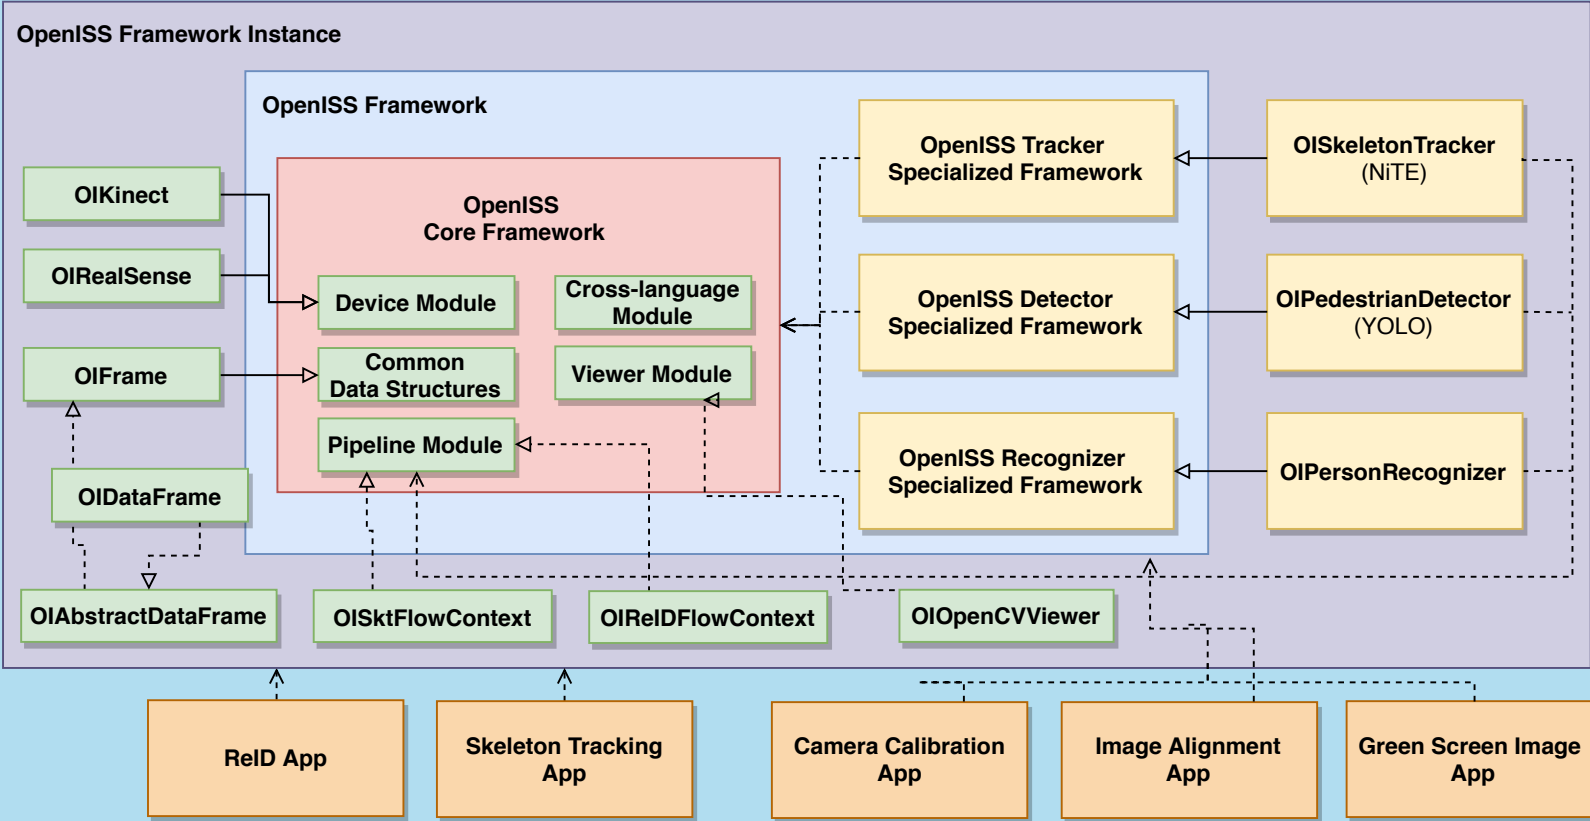 OpenISS Framework Instance
OpenISS Framework
OpenISS Tracker
Specialized Framework
OISkeletonTracker
(NiTE)
OIKinect
OpenISS
Core Framework
OIRealSense
Device Module
Cross-language
Module
OpenISS Detector
Specialized Framework
OIPedestrianDetector
(YOLO)
OIFrame
Common
Data Structures
Viewer Module
Pipeline Module
OpenISS Recognizer
Specialized Framework
OIPersonRecognizer
OIDataFrame
OIAbstractDataFrame
OISktFlowContext
OIReIDFlowContext
OIOpenCVViewer
ReID App
Skeleton Tracking
App
Camera Calibration
App
Image Alignment
App
Green Screen Image
App